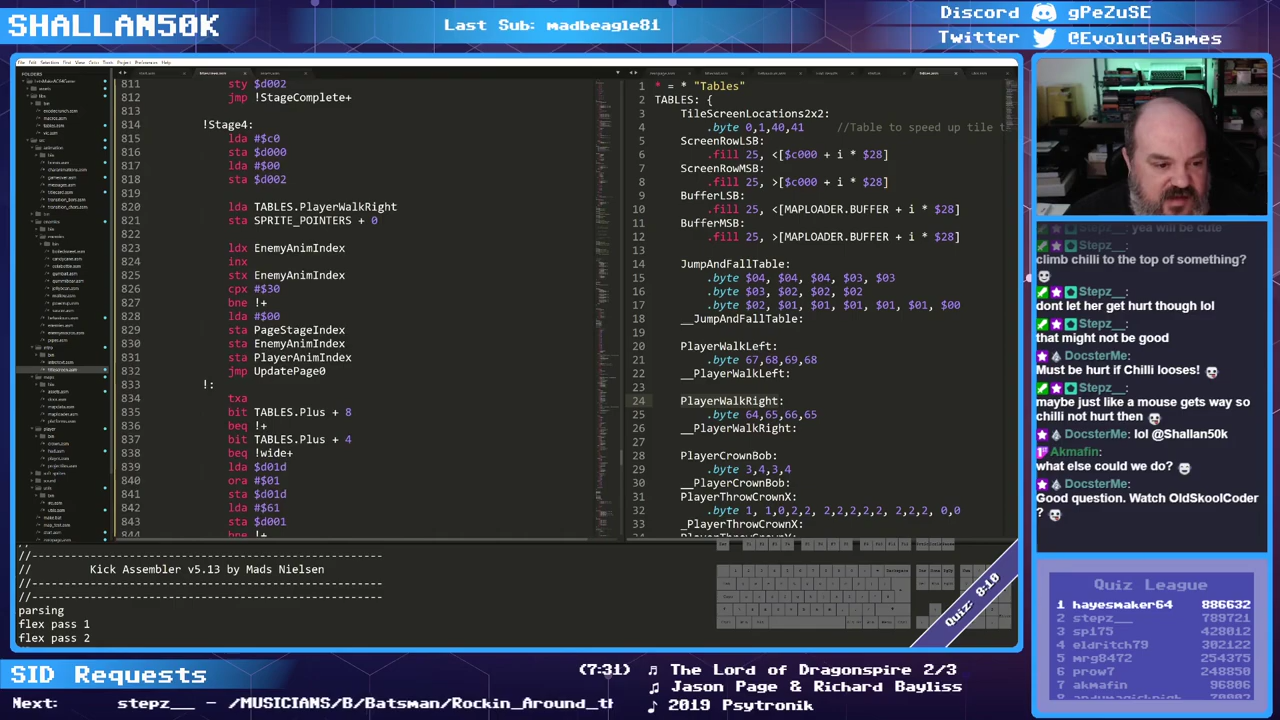 SHALLAN50K
Last Sub: madbeagle81
Discord gPeZuSE
Twitter @EvoluteGames
FOLDERS
811 sty $d002
812 jmp !StageComplete+
813
814 !Stage4:
815 lda #$c0
816 sta $d000
817 lda #$00
818 sta $d002
819
820 lda TABLES.PlayerWalkRight
821 sta SPRITE_POINTERS + 0
822
823 ldx EnemyAnimIndex
824 inx
825 stx EnemyAnimIndex
826 cpx #$30
827 bne !+
828 lda #$00
829 sta PageStageIndex
830 sta EnemyAnimIndex
831 sta PlayerAnimIndex
832 jmp UpdatePage0
833 !:
834 txa
835 bit TABLES.Plus + 8
836 beq !+
837 bit TABLES.Plus + 4
838 beq !wide+
839 lda $d01d
840 ora #$01
841 sta $d01d
842 lda #$61
843 sta $d001
844 bne !+
1 * = * "Tables"
2 TABLES: {
3 TileScreenLocations2x2:
4 .byte 0,1,40,41 //Table to speed up tile t
5 ScreenRowLSB:
6 .fill 25, <[$c000 + i * $28]
7 ScreenRowMSB:
8 .fill 25, >[$c000 + i * $28]
9 BufferLSB:
10 .fill 25, <[MAPLOADER.BUFFER + i * $28]
11 BufferMSB:
12 .fill 25, >[MAPLOADER.BUFFER + i * $28]
13
14 JumpAndFallTable:
15 .byte $04, $04, $04, $03, $03
16 .byte $03, $03, $02, $02
17 .byte $02, $01, $01, $01, $01, $00
18 __JumpAndFallTable:
19
20 PlayerWalkLeft:
21 .byte 67,68,69,68
22 __PlayerWalkLeft:
23
24 PlayerWalkRight:
25 .byte 64,65,66,65
26 __PlayerWalkRight:
27
28 PlayerCrownBob:
29 .byte 3,4,3,4
30 __PlayerCrownBob:
31 PlayerThrowCrownX:
32 .byte 0,1,0,2,2, 2,2,2,2,2, 2,2,2, 0,0
33 _PlayerThrowCrownX:
//------------------------------------------------------
// Kick Assembler v5.13 by Mads Nielsen
//------------------------------------------------------
parsing
flex pass 1
flex pass 2
Quiz: 8:10
Stepz__: yea will be cute
Stepz__:
climb chilli to the top of something?
Stepz__:
dont let her get hurt though lol
Stepz__:
that might not be good
DocsterMe:
Must be hurt if Chilli looses!
Stepz__:
maybe just like a mouse gets way so
chilli not hurt then
DocsterMe: lol @Shallan50k
Akmafin:
what else could we do?
DocsterMe:
Good question. Watch OldSkoolCoder
?
Quiz League
1 hayesmaker64 886632
2 stepz__ 789721
3 sp175 428012
4 eldritch79 302122
5 mrg8472 254375
6 prow7 248850
7 akmafin 96806
SID Requests
(7:31) The Lord of Dragonspire 2/3
Jason Page & Richard Bayliss
2019 Psytronik
Next: stepz__ - /MUSICIANS/B/Batman/Rockin_Around_th